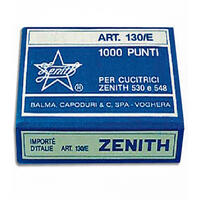 ART. 130/E
1000 PUNTI
Zenith
PER CUCITRICI
ZENITH 530 e 548
BALMA, CAPODURI & C. SPA - VOGHERA
IMPORTÉ
D'ITALIE
ART. 130/E
ZENITH